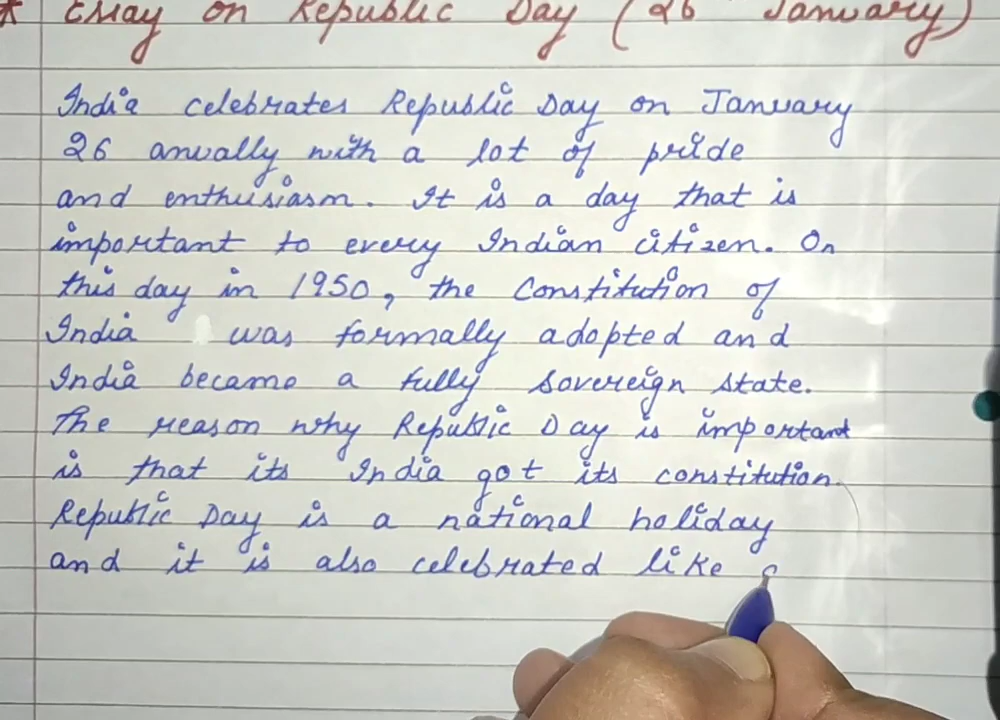 * Essay on Republic Day (26 January)
India celebrates Republic Day on January
26 anually with a lot of pride
and enthusiasm. It is a day that is
important to every Indian citizen. On
this day in 1950, the Constitution of
India was formally adopted and
India became a fully sovereign state.
The reason why Republic Day is important
is that its India got its constitution.
Republic Day is a national holiday
and it is also celebrated like